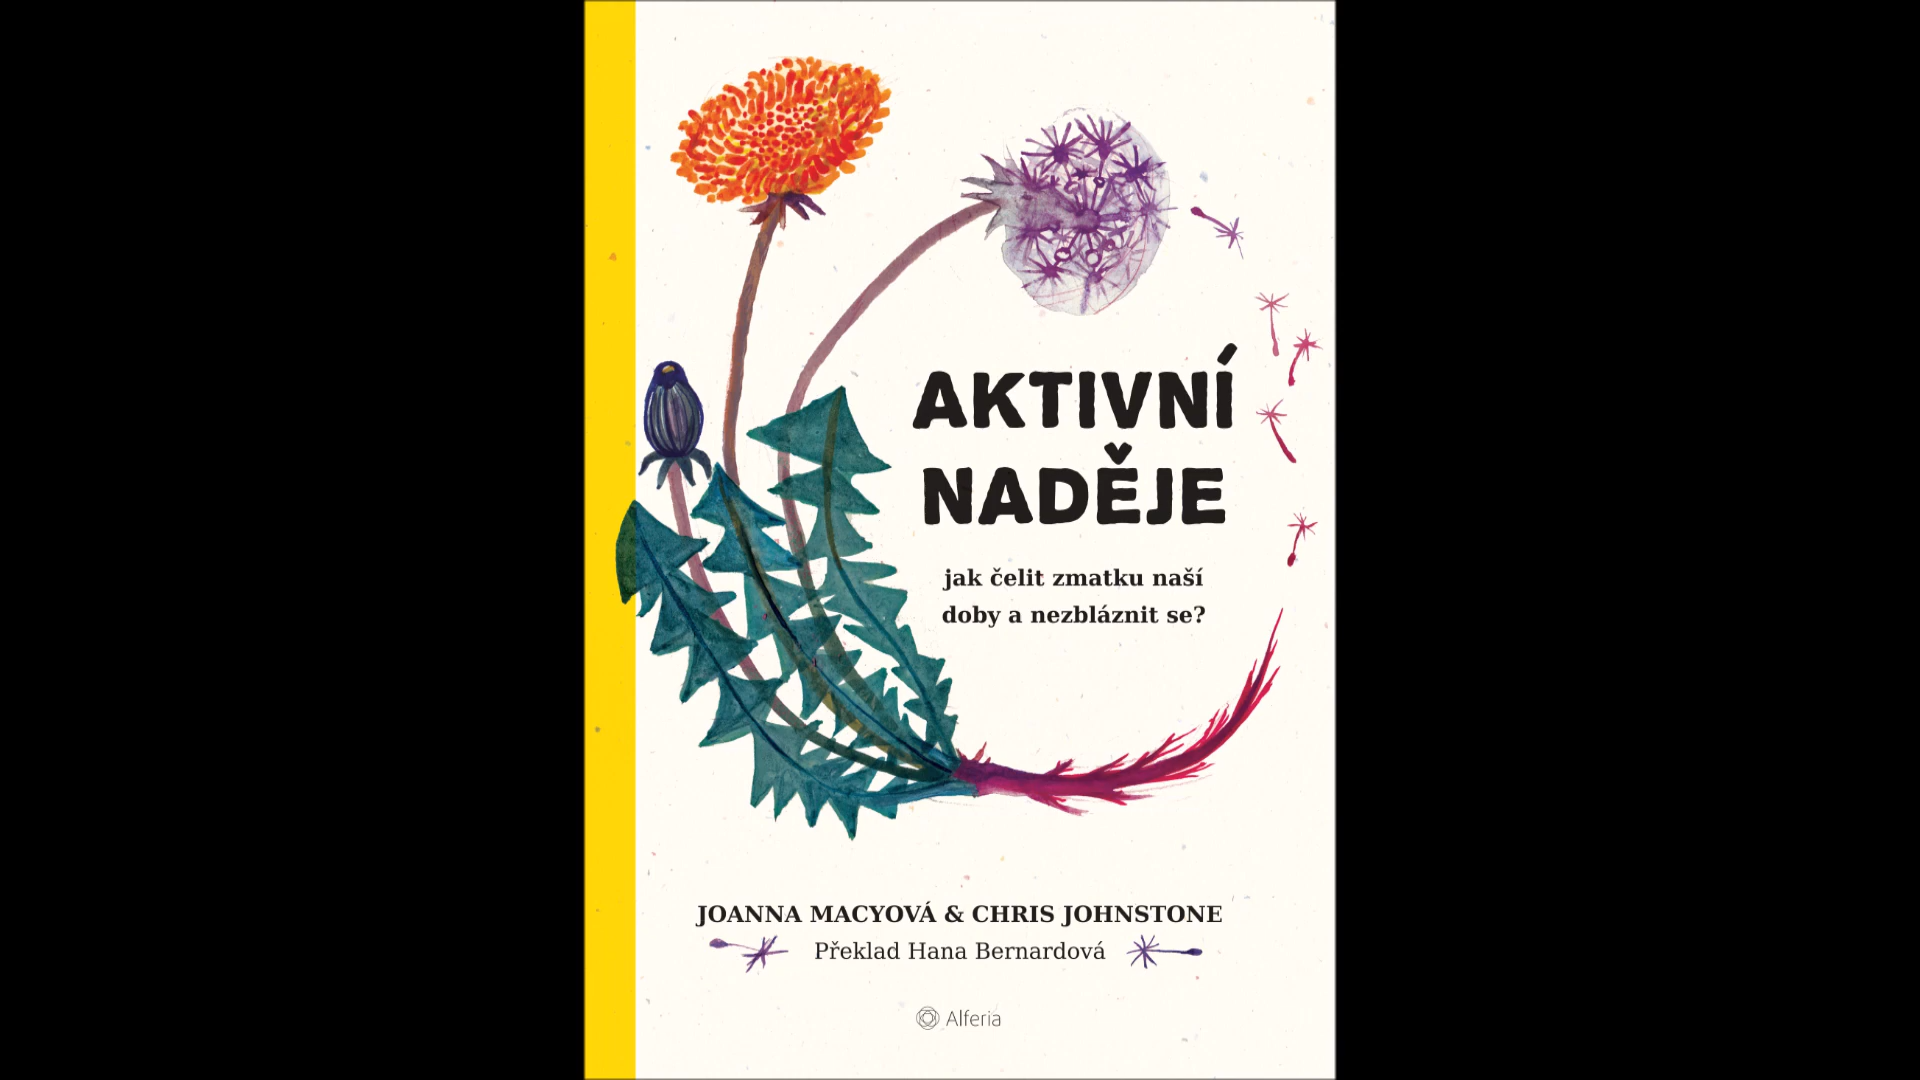 AKTIVNÍ
NADĚJE
jak čelit zmatku naší
doby a nezbláznit se?
JOANNA MACYOVÁ & CHRIS JOHNSTONE
Překlad Hana Bernardová
Alferia